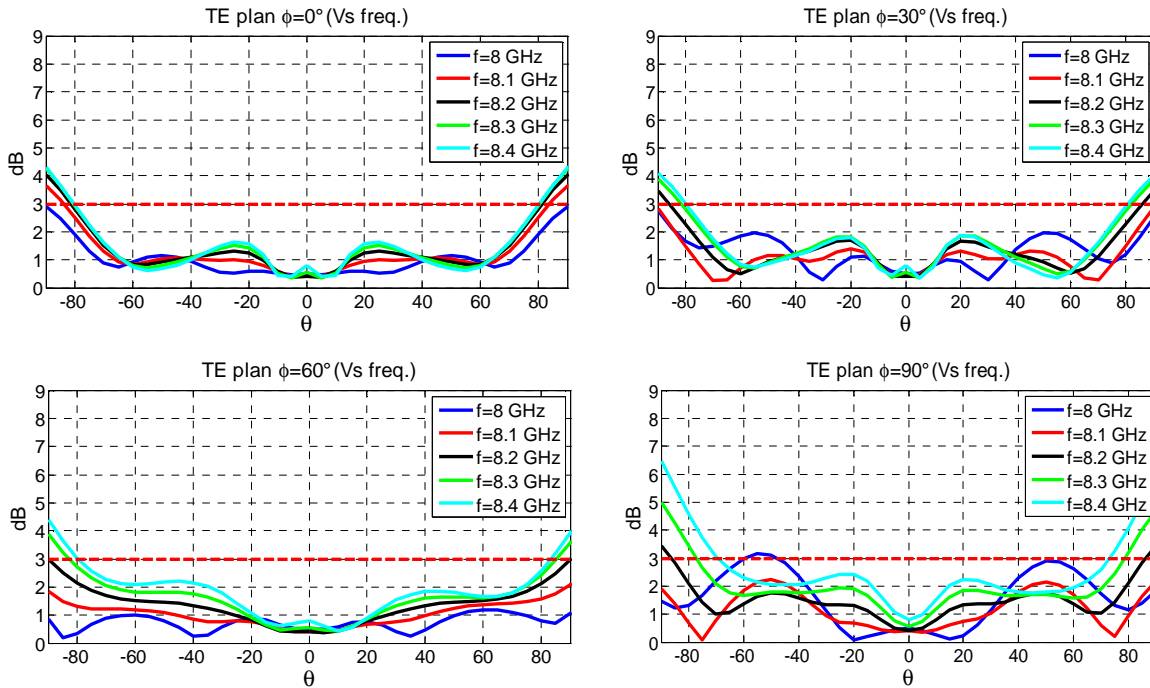 TE plan ϕ=0° (Vs freq.)
9
8
7
6
5
4
3
2
1
0
dB
-80 -60 -40 -20 0 20 40 60 80
θ
f=8 GHz
f=8.1 GHz
f=8.2 GHz
f=8.3 GHz
f=8.4 GHz
TE plan ϕ=30° (Vs freq.)
9
8
7
6
5
4
3
2
1
0
dB
-80 -60 -40 -20 0 20 40 60 80
θ
f=8 GHz
f=8.1 GHz
f=8.2 GHz
f=8.3 GHz
f=8.4 GHz
TE plan ϕ=60° (Vs freq.)
9
8
7
6
5
4
3
2
1
0
dB
-80 -60 -40 -20 0 20 40 60 80
θ
f=8 GHz
f=8.1 GHz
f=8.2 GHz
f=8.3 GHz
f=8.4 GHz
TE plan ϕ=90° (Vs freq.)
9
8
7
6
5
4
3
2
1
0
dB
-80 -60 -40 -20 0 20 40 60 80
θ
f=8 GHz
f=8.1 GHz
f=8.2 GHz
f=8.3 GHz
f=8.4 GHz